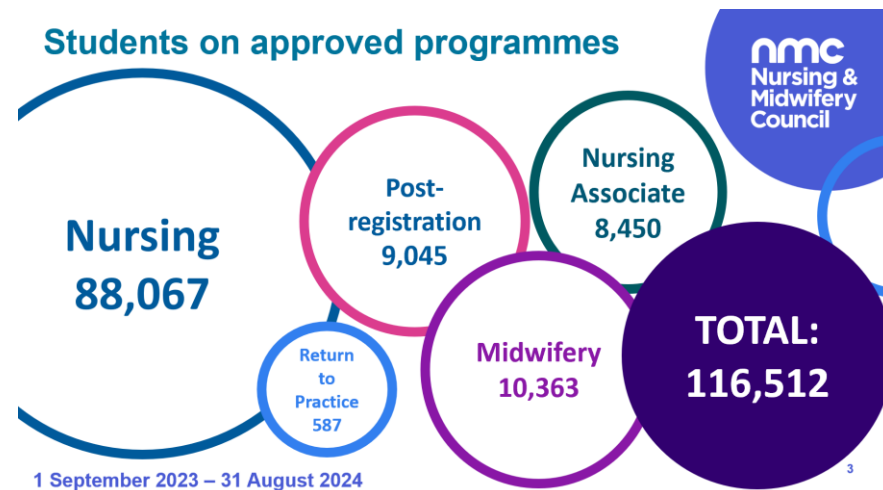 Students on approved programmes
nmc
Nursing &
Midwifery
Council
Nursing
88,067
Post-
registration
9,045
Nursing
Associate
8,450
Return
to
Practice
587
Midwifery
10,363
TOTAL:
116,512
1 September 2023 – 31 August 2024
3